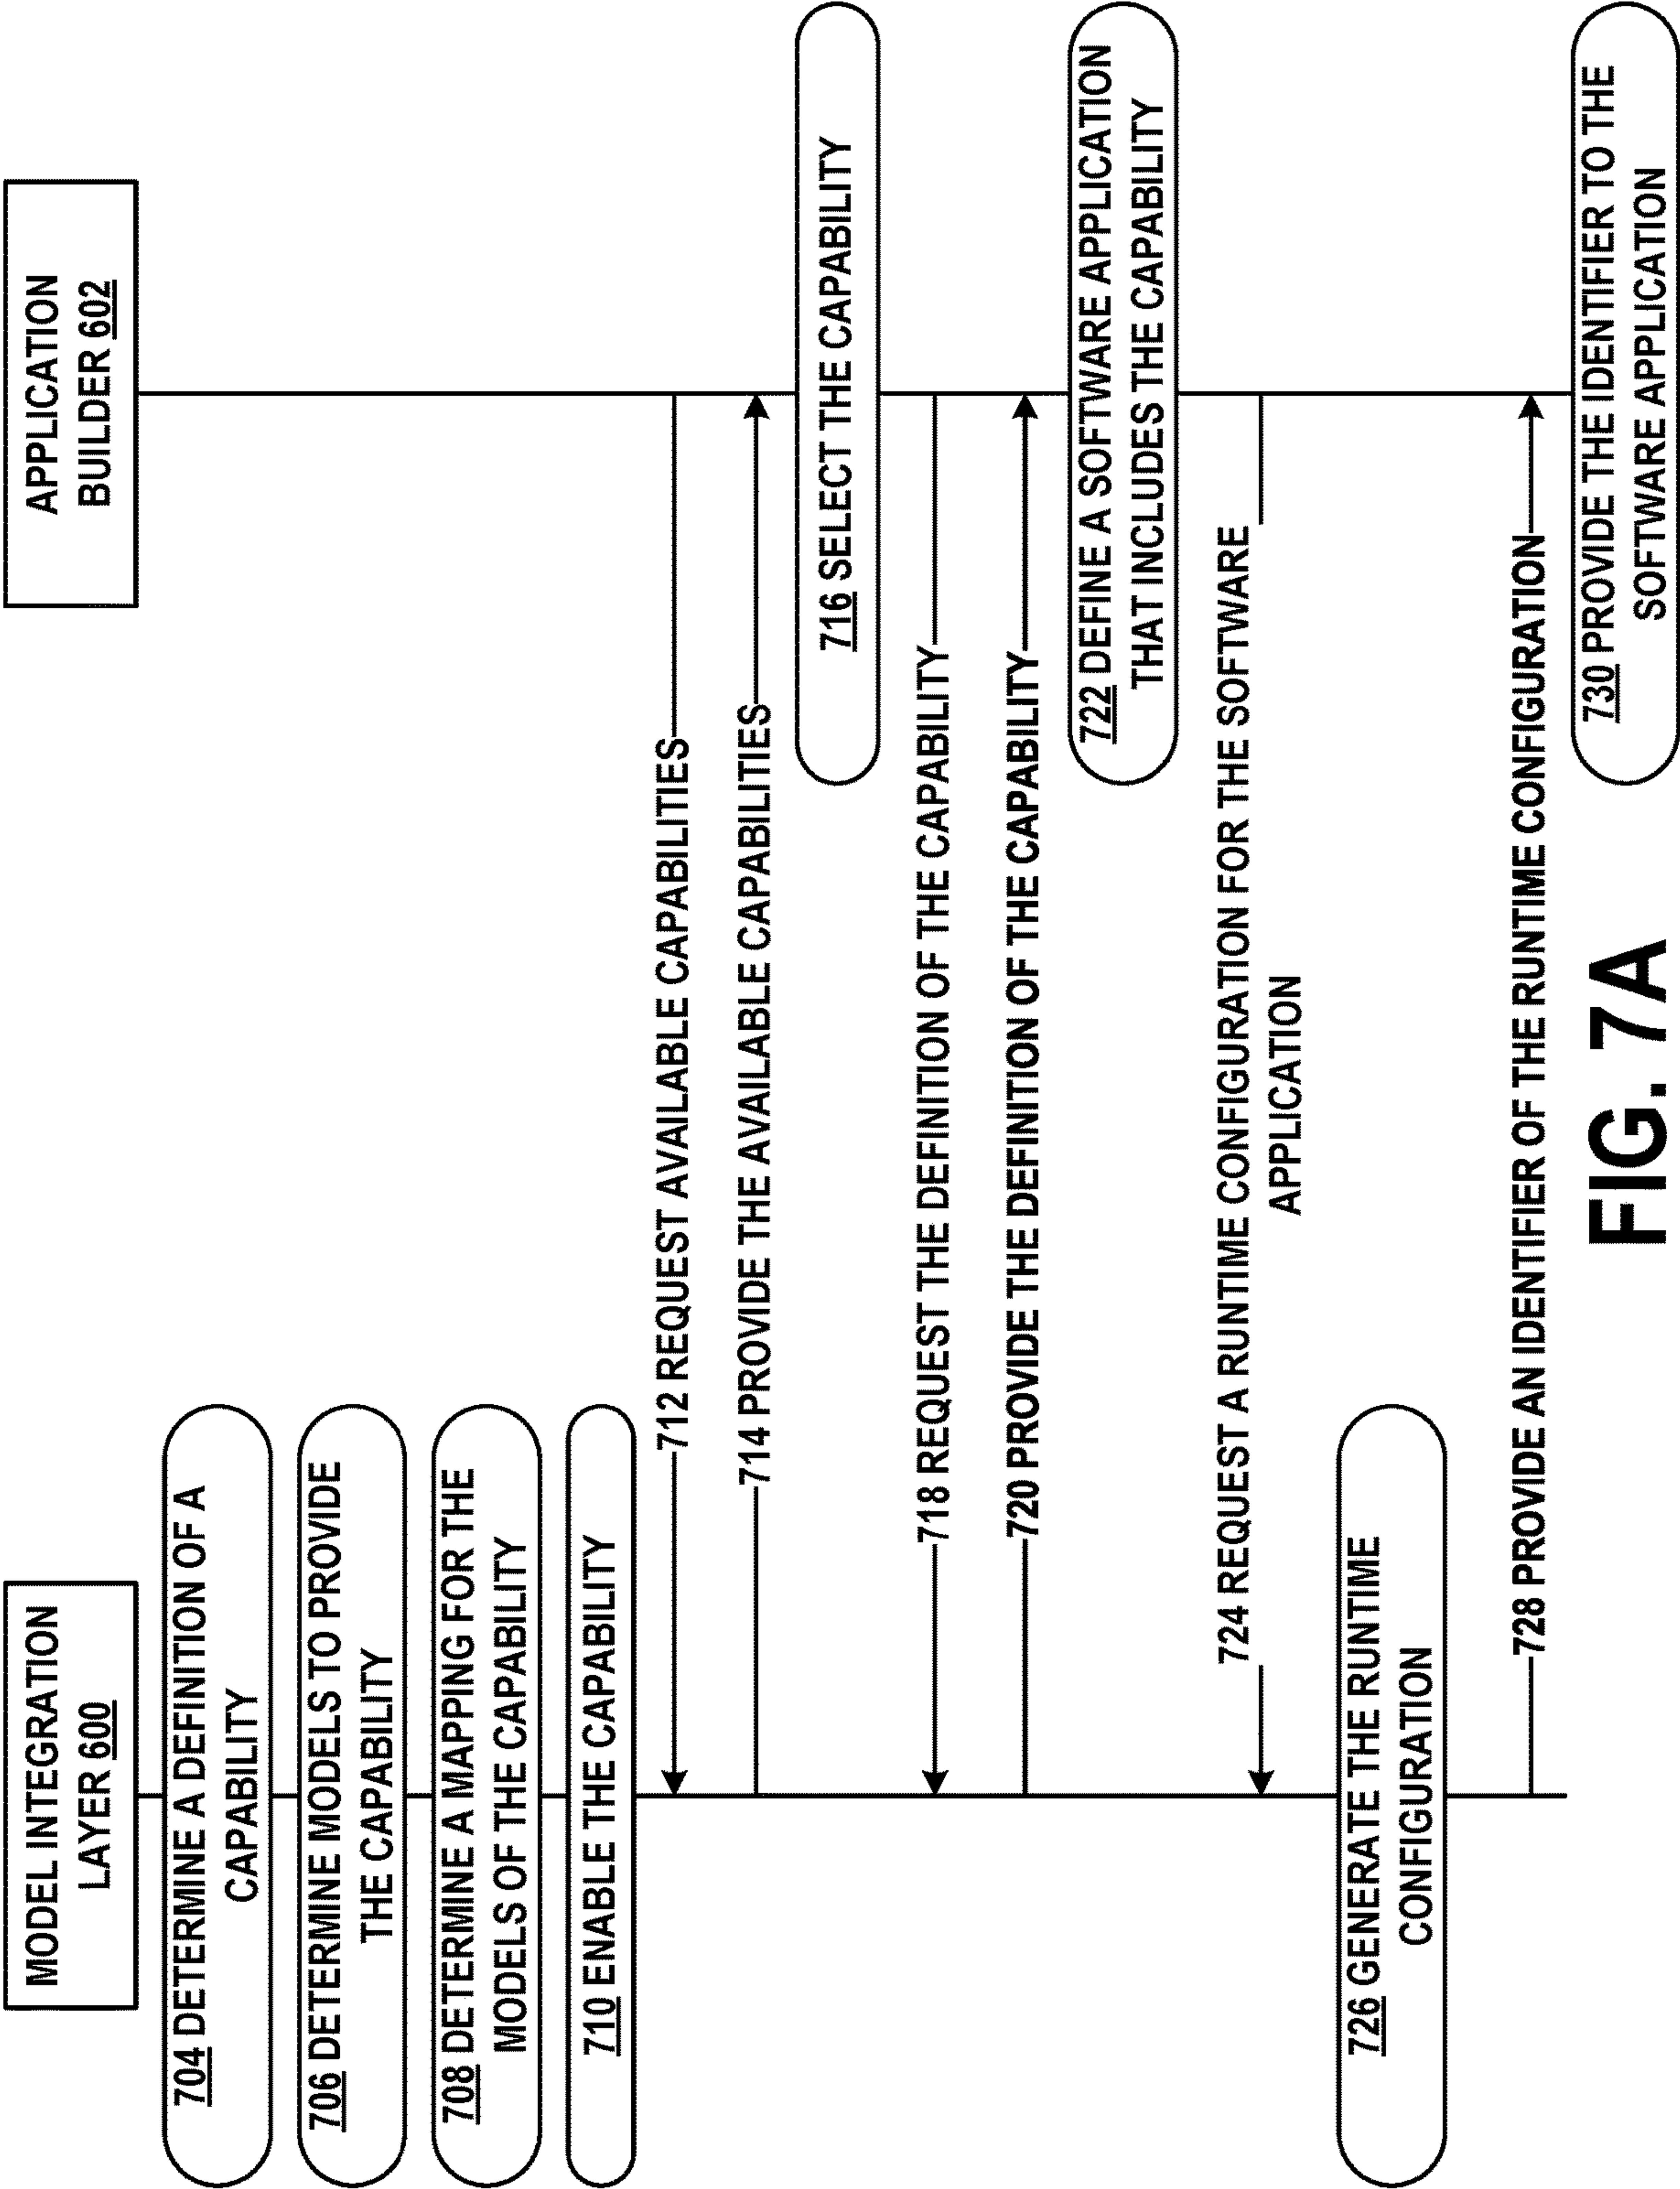 MODEL INTEGRATION
LAYER 600
APPLICATION
BUILDER 602
704 DETERMINE A DEFINITION OF A
CAPABILITY
706 DETERMINE MODELS TO PROVIDE
THE CAPABILITY
708 DETERMINE A MAPPING FOR THE
MODELS OF THE CAPABILITY
710 ENABLE THE CAPABILITY
712 REQUEST AVAILABLE CAPABILITIES
714 PROVIDE THE AVAILABLE CAPABILITIES
716 SELECT THE CAPABILITY
718 REQUEST THE DEFINITION OF THE CAPABILITY
720 PROVIDE THE DEFINITION OF THE CAPABILITY
722 DEFINE A SOFTWARE APPLICATION
THAT INCLUDES THE CAPABILITY
724 REQUEST A RUNTIME CONFIGURATION FOR THE SOFTWARE
APPLICATION
726 GENERATE THE RUNTIME
CONFIGURATION
728 PROVIDE AN IDENTIFIER OF THE RUNTIME CONFIGURATION
730 PROVIDE THE IDENTIFIER TO THE
SOFTWARE APPLICATION
FIG. 7A